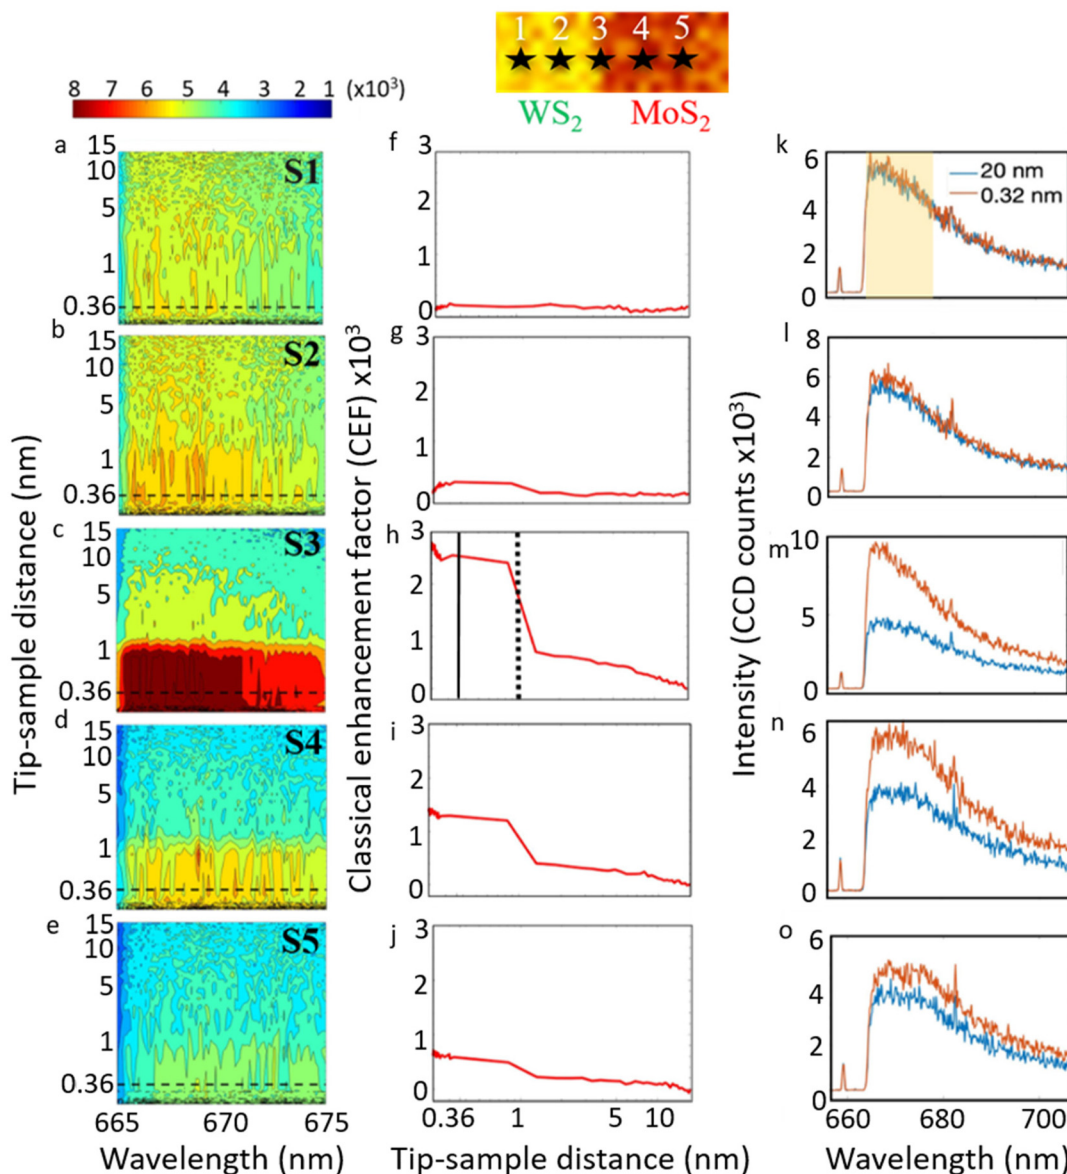 1 2 3 4 5
WS₂ MoS₂
8 7 6 5 4 3 2 1 (x10³)
a
15
10
5
1
0.36
S1
b
15
10
5
1
0.36
S2
c
15
10
5
1
0.36
S3
d
15
10
5
1
0.36
S4
e
15
10
5
1
0.36
S5
665 670 675
Wavelength (nm)
Tip-sample distance (nm)
f
3
2
1
0
g
3
2
1
0
h
3
2
1
0
i
3
2
1
0
j
3
2
1
0
0.36 1 5 10
Tip-sample distance (nm)
Classical enhancement factor (CEF) x10³
k
6
4
2
0
20 nm
0.32 nm
l
8
6
4
2
0
m
10
5
0
n
6
4
2
0
o
6
4
2
0
660 680 700
Wavelength (nm)
Intensity (CCD counts x10³)